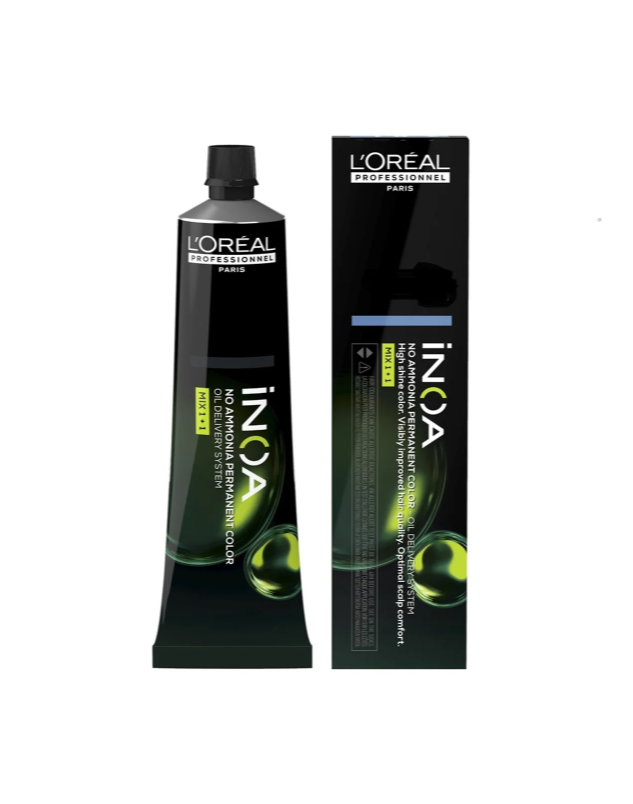 L'ORÉAL
PROFESSIONNEL
PARIS
iNOA
NO AMMONIA PERMANENT COLOR
OIL DELIVERY SYSTEM
MIX 1+1
L'ORÉAL
PROFESSIONNEL
PARIS
iNOA
NO AMMONIA PERMANENT COLOR - OIL DELIVERY SYSTEM
High shine color. Visibly improved hair quality. Optimal scalp comfort.
MIX 1+1